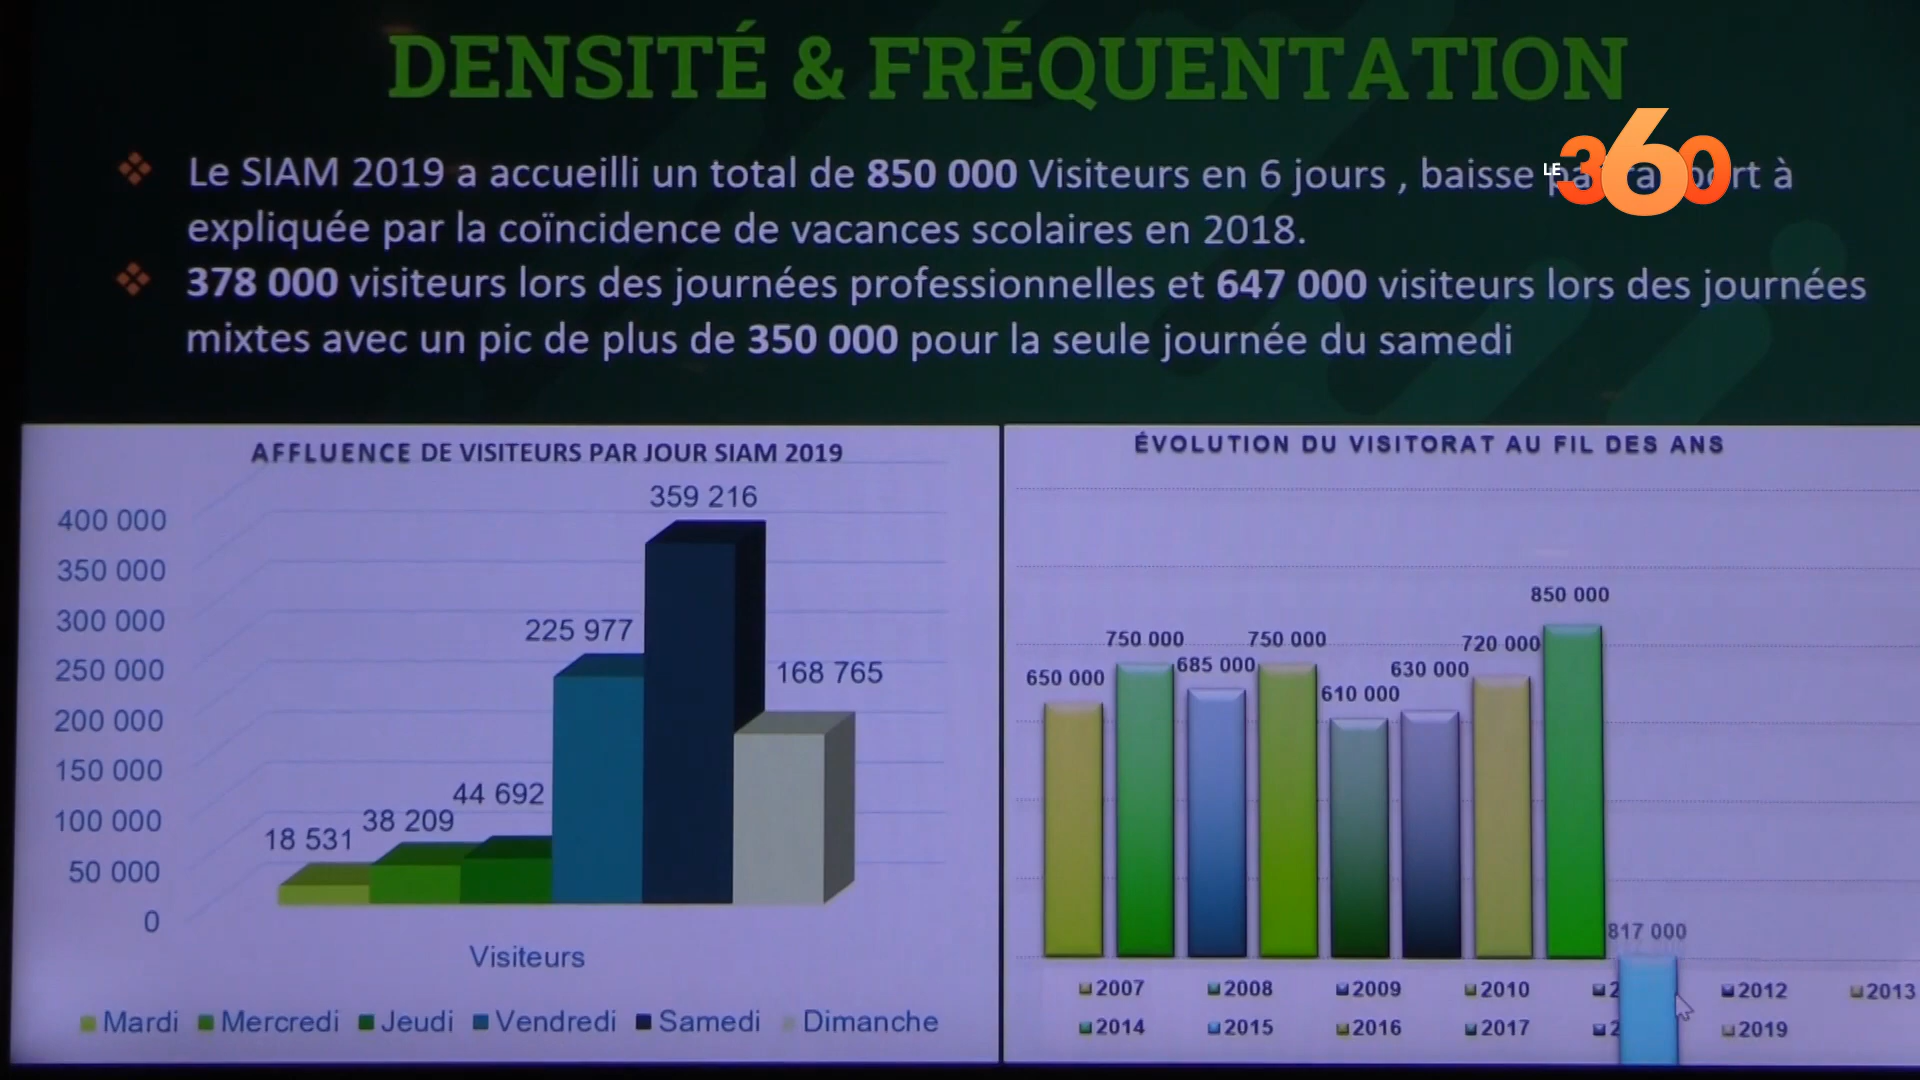 DENSITÉ & FRÉQUENTATION
LE 360
Le SIAM 2019 a accueilli un total de 850 000 Visiteurs en 6 jours , baisse à
expliquée par la coïncidence de vacances scolaires en 2018.
378 000 visiteurs lors des journées professionnelles et 647 000 visiteurs lors des journées
mixtes avec un pic de plus de 350 000 pour la seule journée du samedi
AFFLUENCE DE VISITEURS PAR JOUR SIAM 2019
400 000
350 000
300 000
250 000
200 000
150 000
100 000
50 000
0
18 531
38 209
44 692
225 977
359 216
168 765
Visiteurs
Mardi Mercredi Jeudi Vendredi Samedi Dimanche
ÉVOLUTION DU VISITORAT AU FIL DES ANS
650 000
750 000
685 000
750 000
610 000
630 000
720 000
850 000
817 000
2007 2008 2009 2010 2012 2013
2014 2015 2016 2017 2019